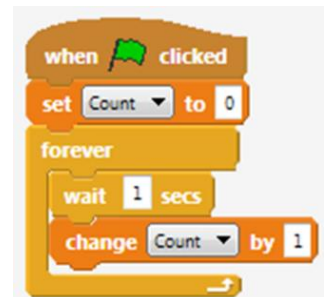 when clicked
set Count to 0
forever
wait 1 secs
change Count by 1